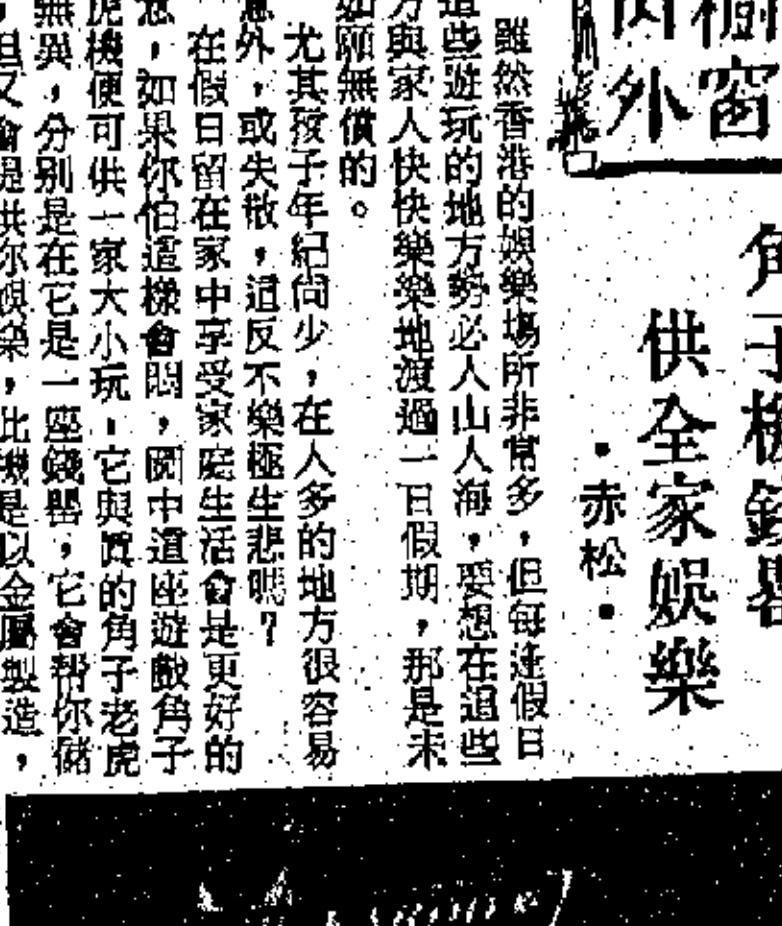 橱窗
內外
角子機錢罌
供全家娛樂
•赤松•
雖然香港的娛樂場所非常多，但每逢假日
這些遊玩的地方勢必人山人海，要想在這些
方與家人快快樂樂地渡過一日假期，那是未
如願無償的。
尤其孩子年紀尚少，在人多的地方很容易
意外，或失散，這反不樂極生悲嗎？
在假日留在家中享受家庭生活會是更好的
意，如果你怕這樣會悶，圖中這座遊戲角子
虎機便可供一家大小玩，它與真的角子老虎
無異，分別是在它是一座錢罌，它會幫你儲
，但又會提供你娛樂，此機是以金屬製造，